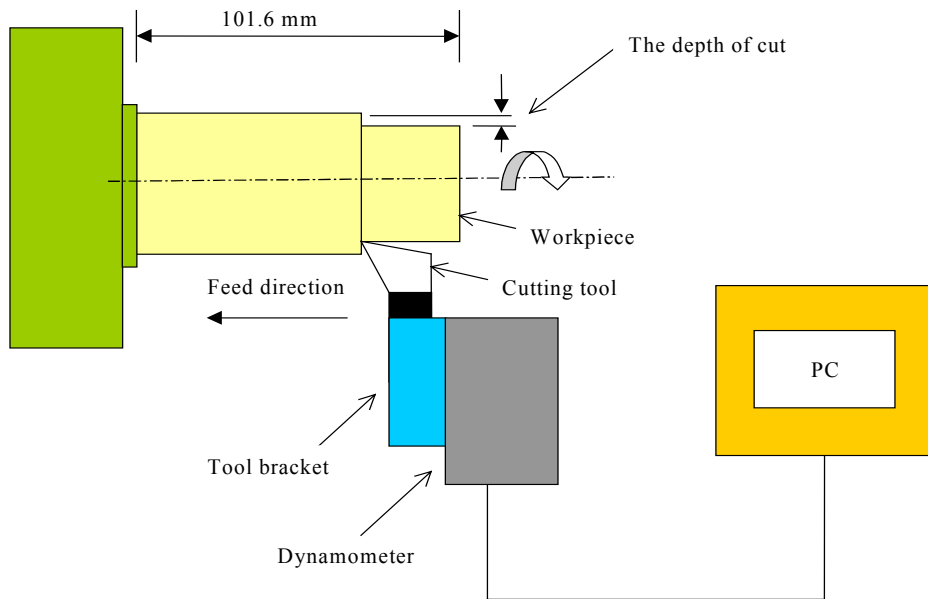 101.6 mm
The depth of cut
Workpiece
Cutting tool
Feed direction
PC
Tool bracket
Dynamometer